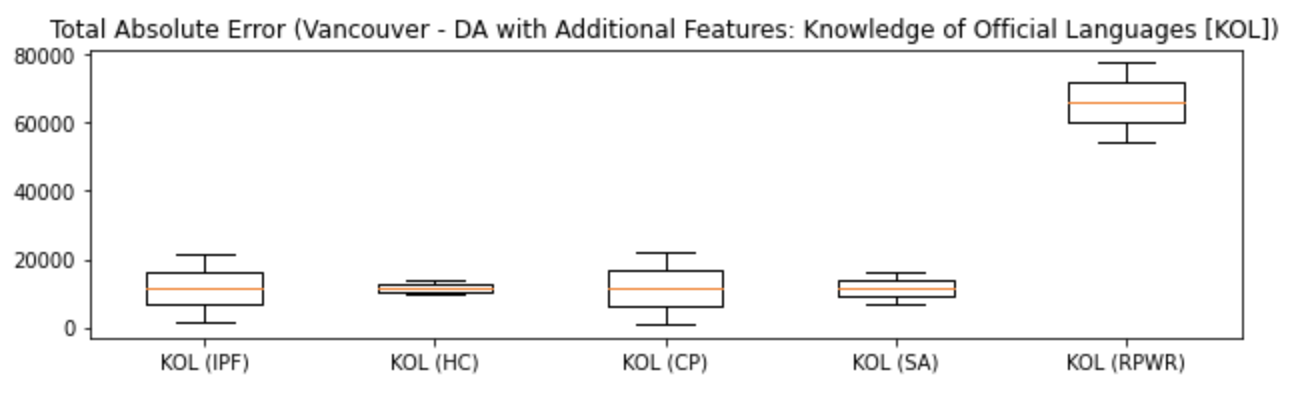 Total Absolute Error (Vancouver - DA with Additional Features: Knowledge of Official Languages [KOL])
80000
60000
40000
20000
0
KOL (IPF) KOL (HC) KOL (CP) KOL (SA) KOL (RPWR)